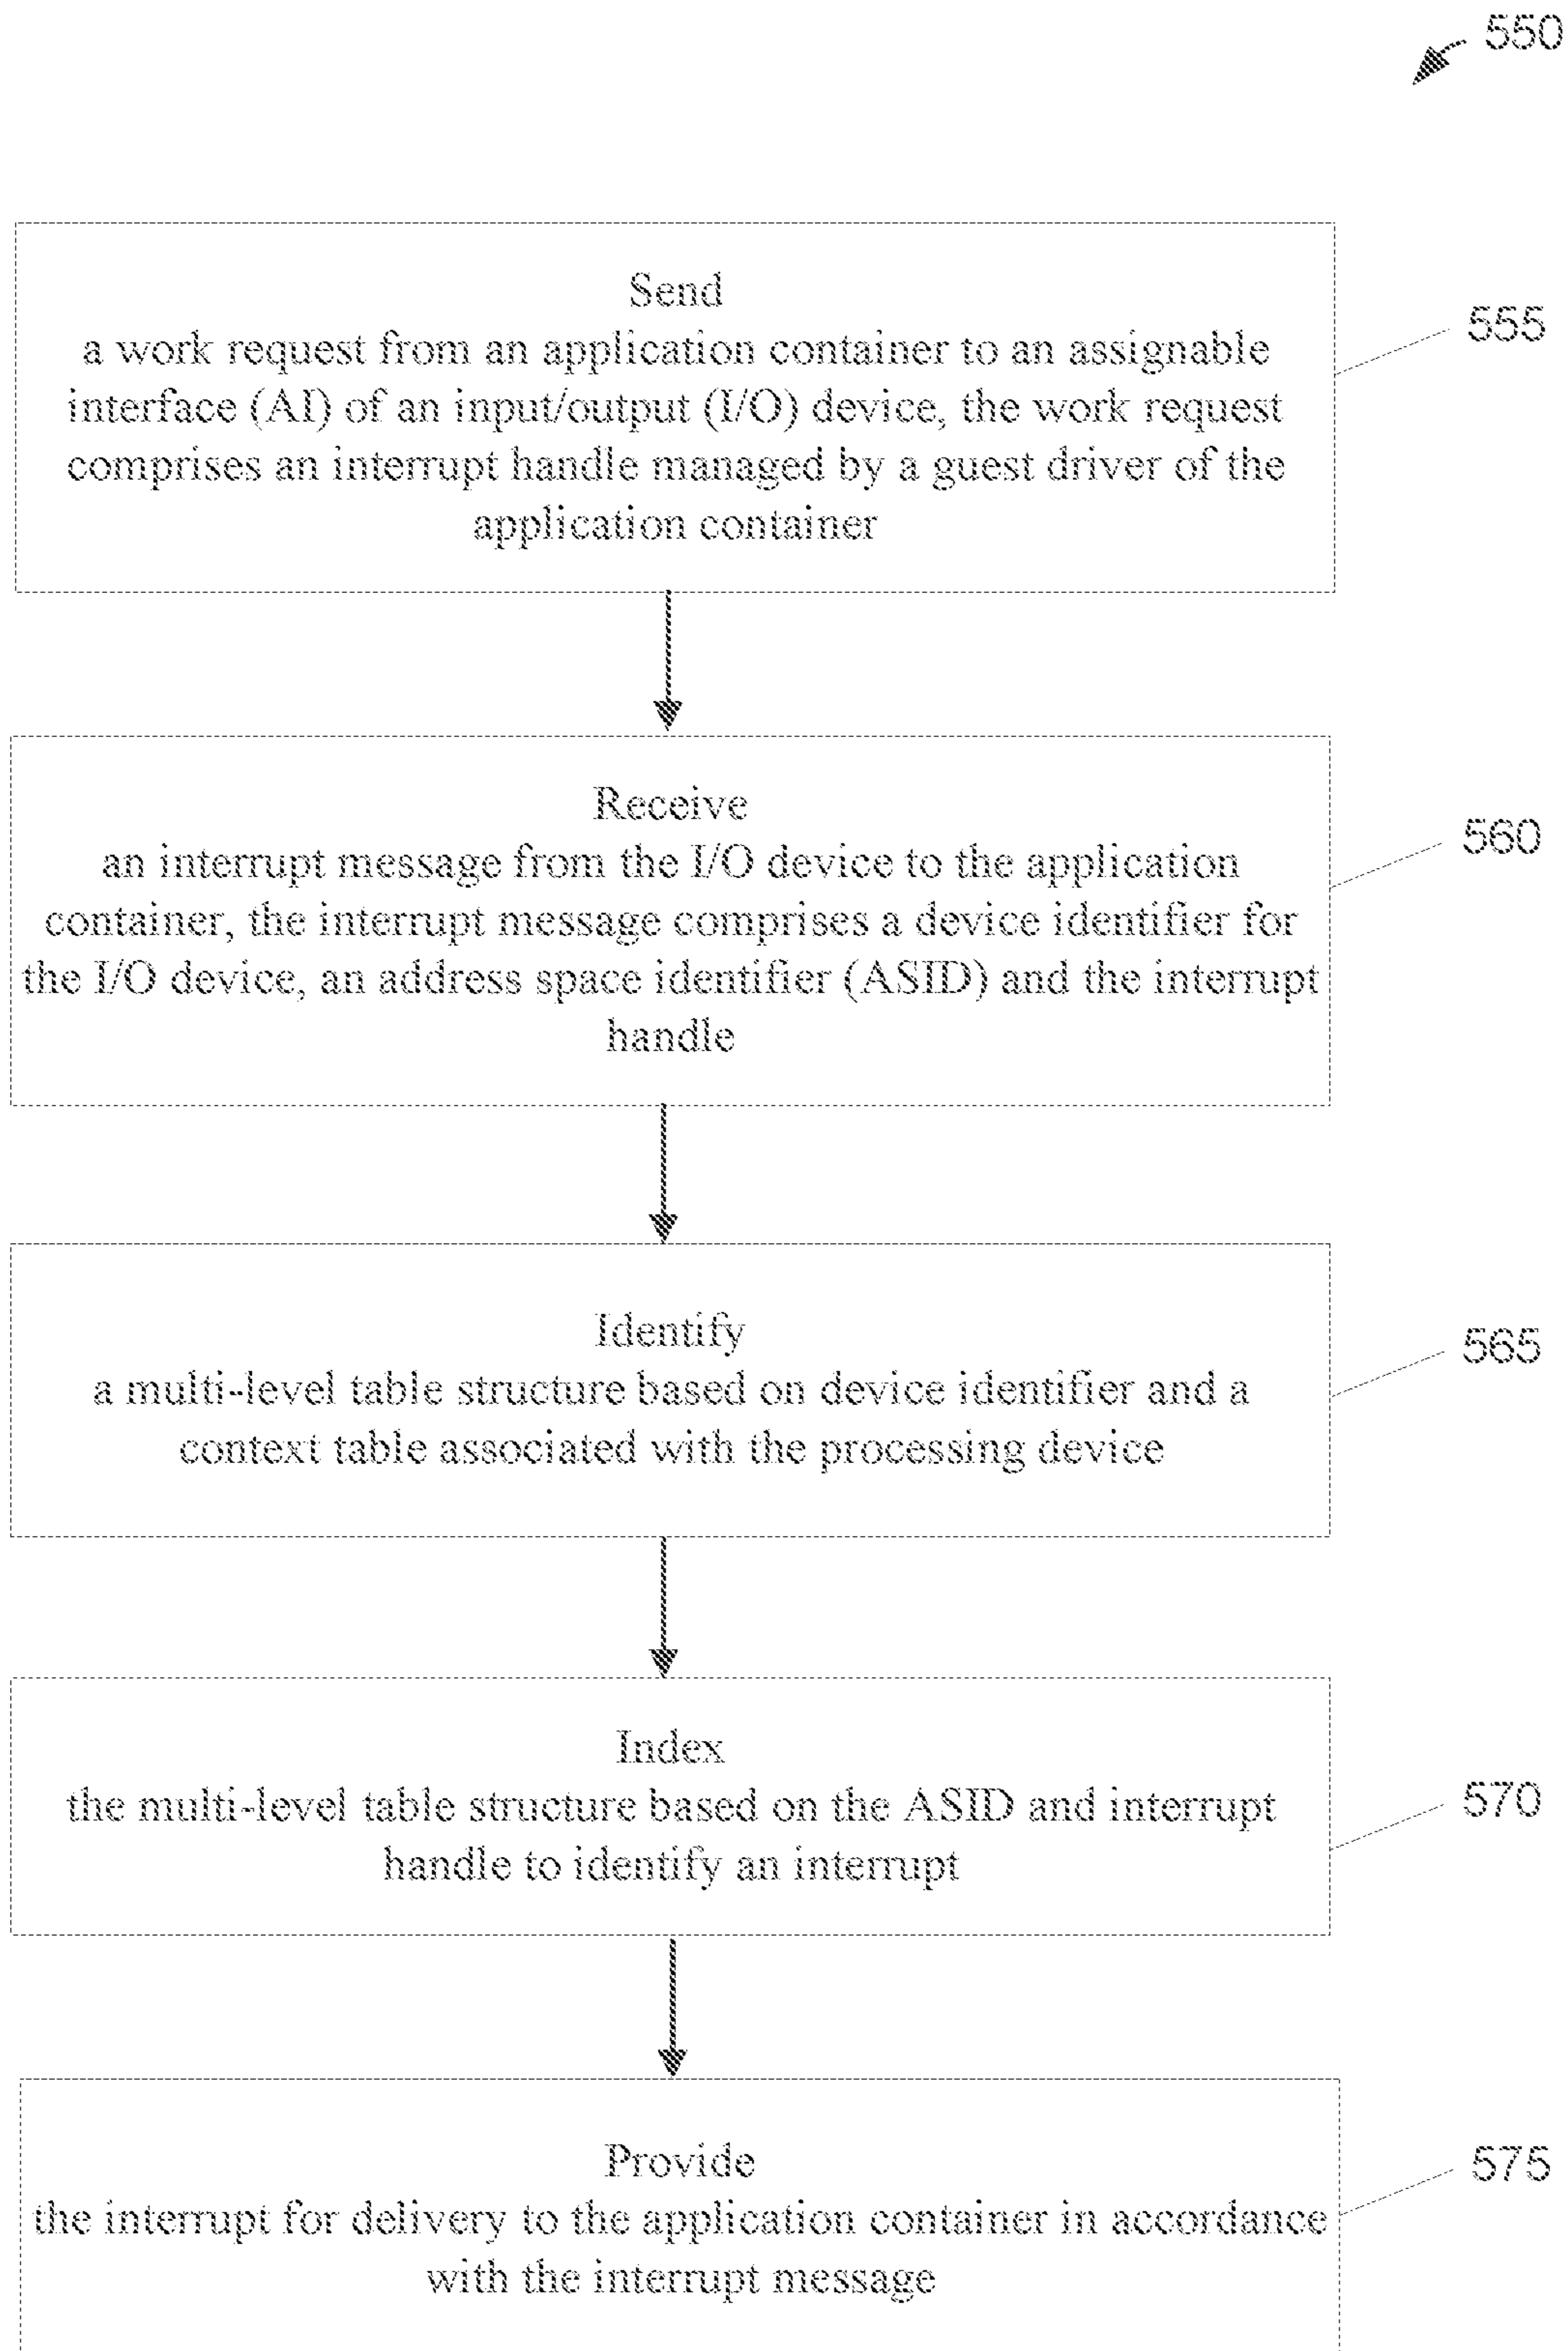 550
Send
a work request from an application container to an assignable
interface (AI) of an input/output (I/O) device, the work request
comprises an interrupt handle managed by a guest driver of the
application container
555
Receive
an interrupt message from the I/O device to the application
container, the interrupt message comprises a device identifier for
the I/O device, an address space identifier (ASID) and the interrupt
handle
560
Identify
a multi-level table structure based on device identifier and a
context table associated with the processing device
565
Index
the multi-level table structure based on the ASID and interrupt
handle to identify an interrupt
570
Provide
the interrupt for delivery to the application container in accordance
with the interrupt message
575